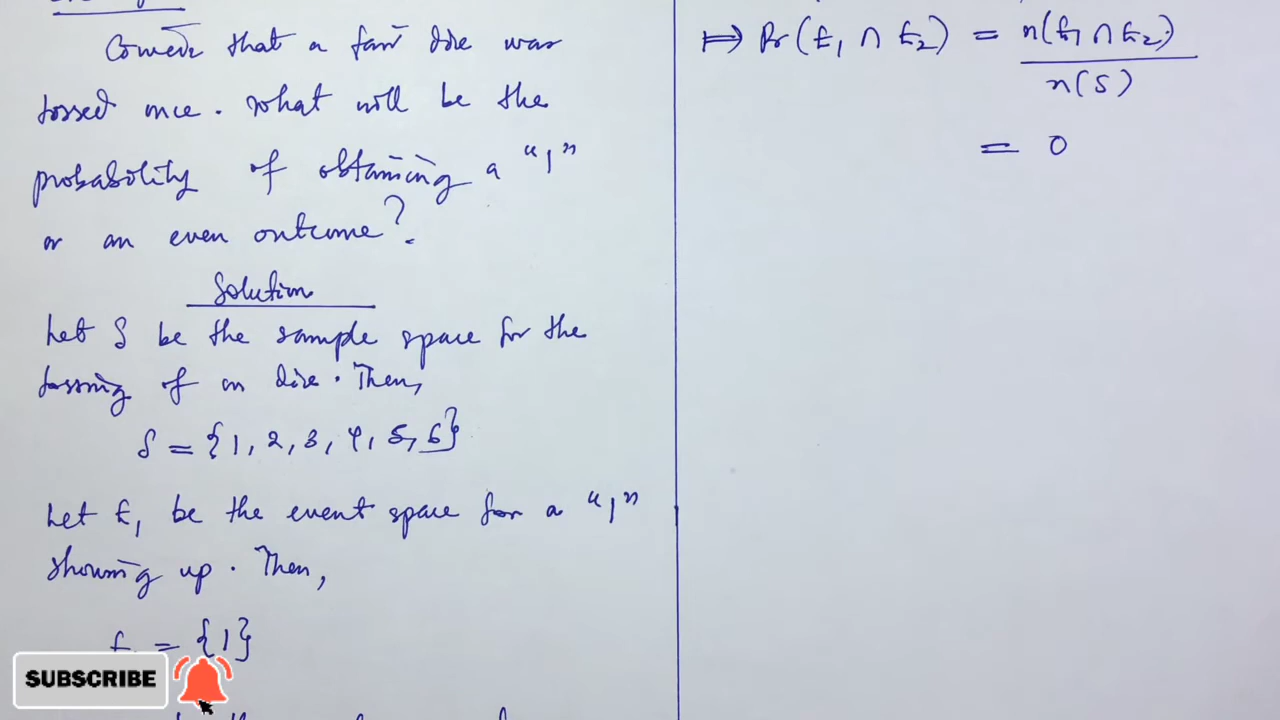 Consider that a fair die was
tossed once. What will be the
probability of obtaining a "1"
or an even outcome?
Solution
Let S be the sample space for the
tossing of an dice. Then,
S = {1, 2, 3, 4, 5, 6}
Let E₁ be the event space for a "1"
showing up. Then,
E₁ = {1}
SUBSCRIBE
⟼ Pr(E₁ ∩ E₂) = n(E₁ ∩ E₂)
n(S)
= 0